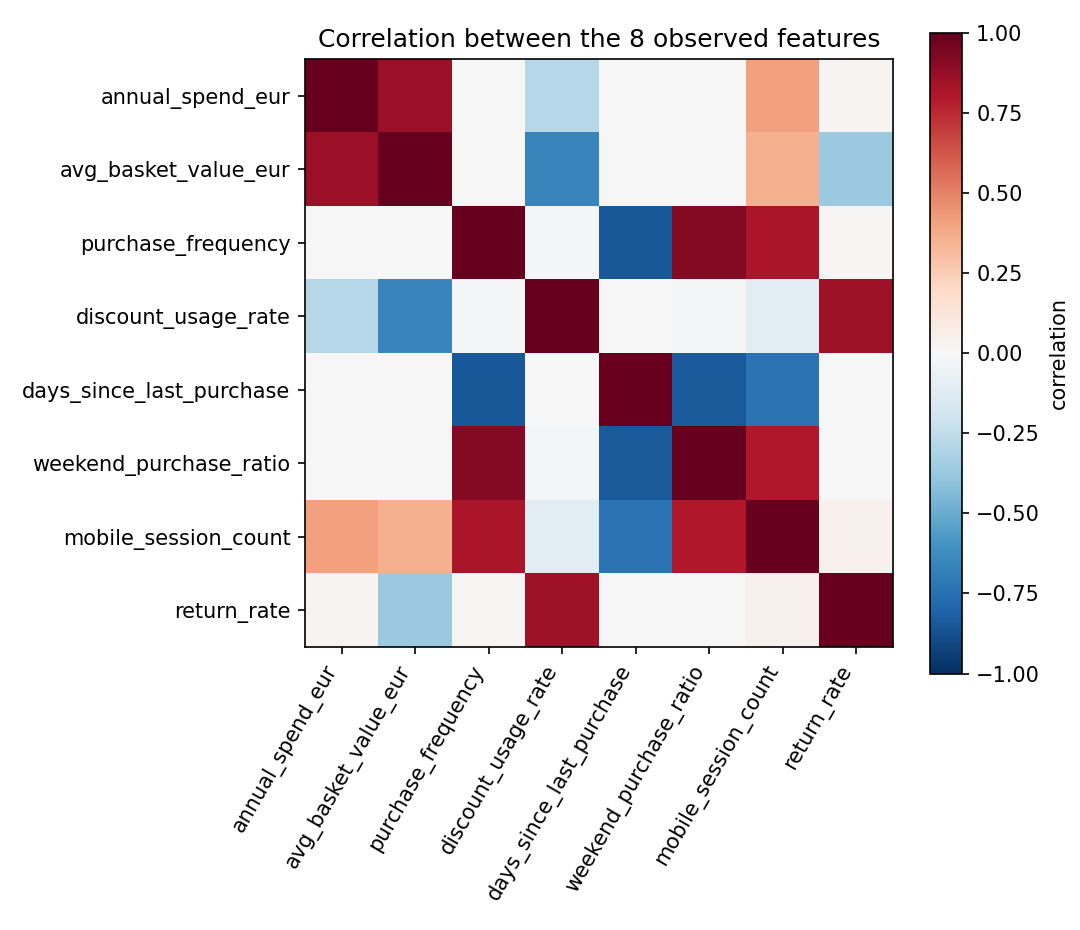 Correlation between the 8 observed features
annual_spend_eur
avg_basket_value_eur
purchase_frequency
discount_usage_rate
days_since_last_purchase
weekend_purchase_ratio
mobile_session_count
return_rate
annual_spend_eur
avg_basket_value_eur
purchase_frequency
discount_usage_rate
days_since_last_purchase
weekend_purchase_ratio
mobile_session_count
return_rate
1.00
0.75
0.50
0.25
0.00
−0.25
−0.50
−0.75
−1.00
correlation